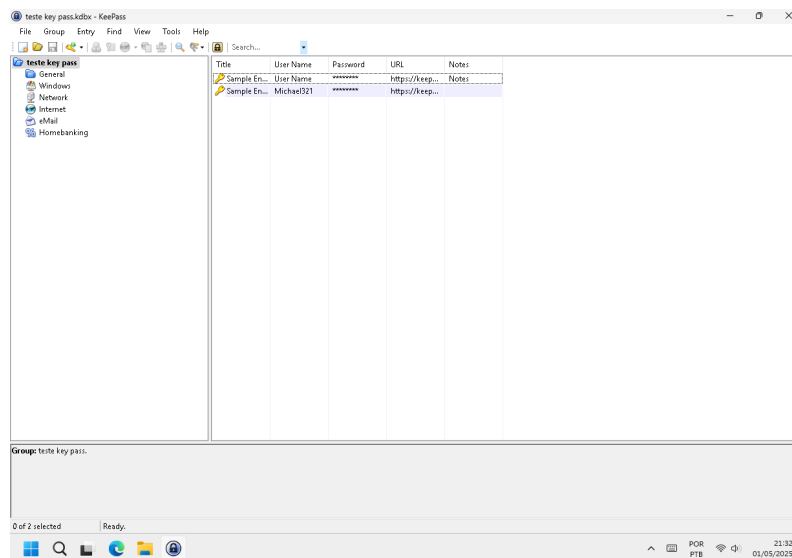 teste key pass.kdbx - KeePass
File Group Entry Find View Tools Help
Search...
teste key pass
General
Windows
Network
Internet
eMail
Homebanking
Title User Name Password URL Notes
Sample En... User Name ******** https://keep... Notes
Sample En... Michael321 ******** https://keep...
Group: teste key pass.
0 of 2 selected Ready.
POR
PTB
21:32
01/05/2025